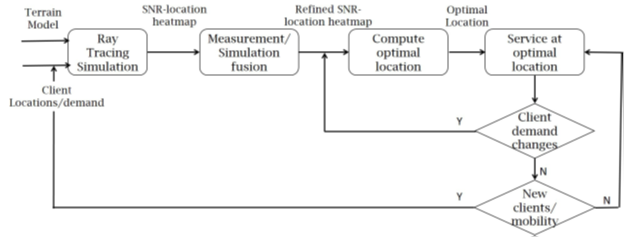 Terrain
Model
SNR-location
heatmap
Refined SNR-
location heatmap
Optimal
Location
Ray
Tracing
Simulation
Measurement/
Simulation
fusion
Compute
optimal
location
Service at
optimal
location
Client
Locations/demand
Y
Client
demand
changes
N
Y
New
clients/
mobility
N